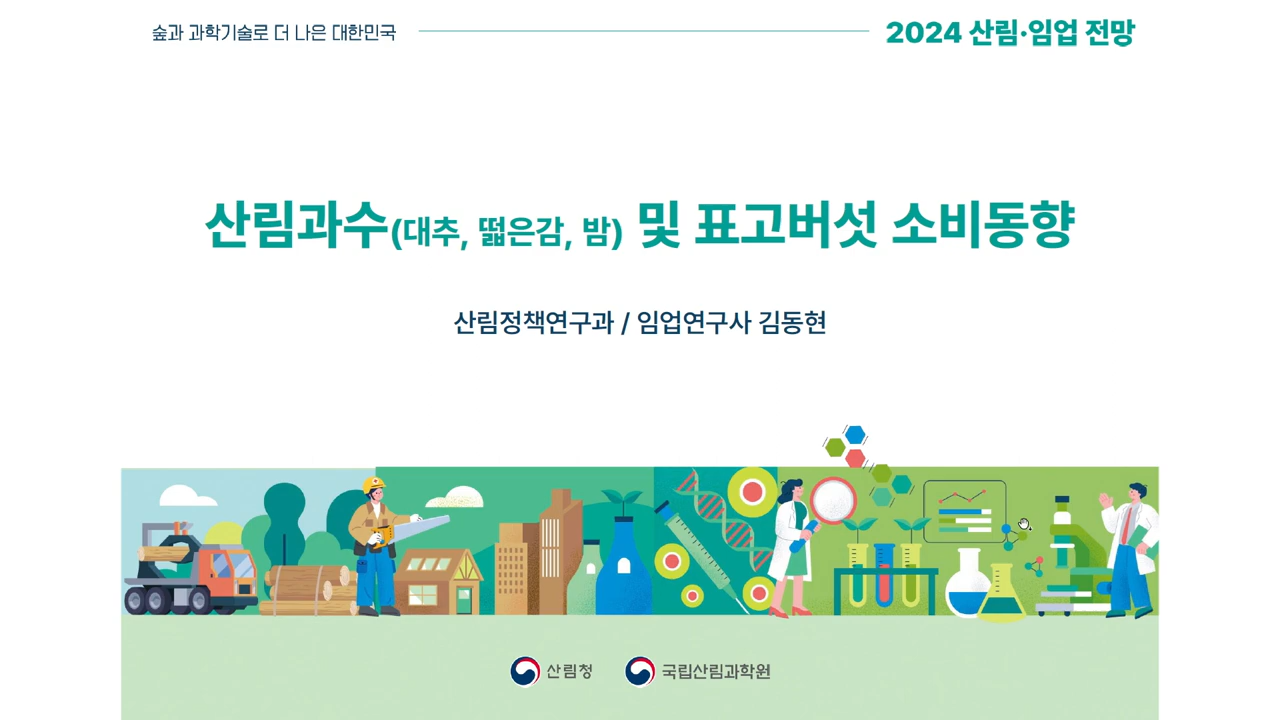 숲과 과학기술로 더 나은 대한민국
2024 산림·임업 전망
산림과수(대추, 떫은감, 밤) 및 표고버섯 소비동향
산림정책연구과 / 임업연구사 김동현
산림청
국립산림과학원